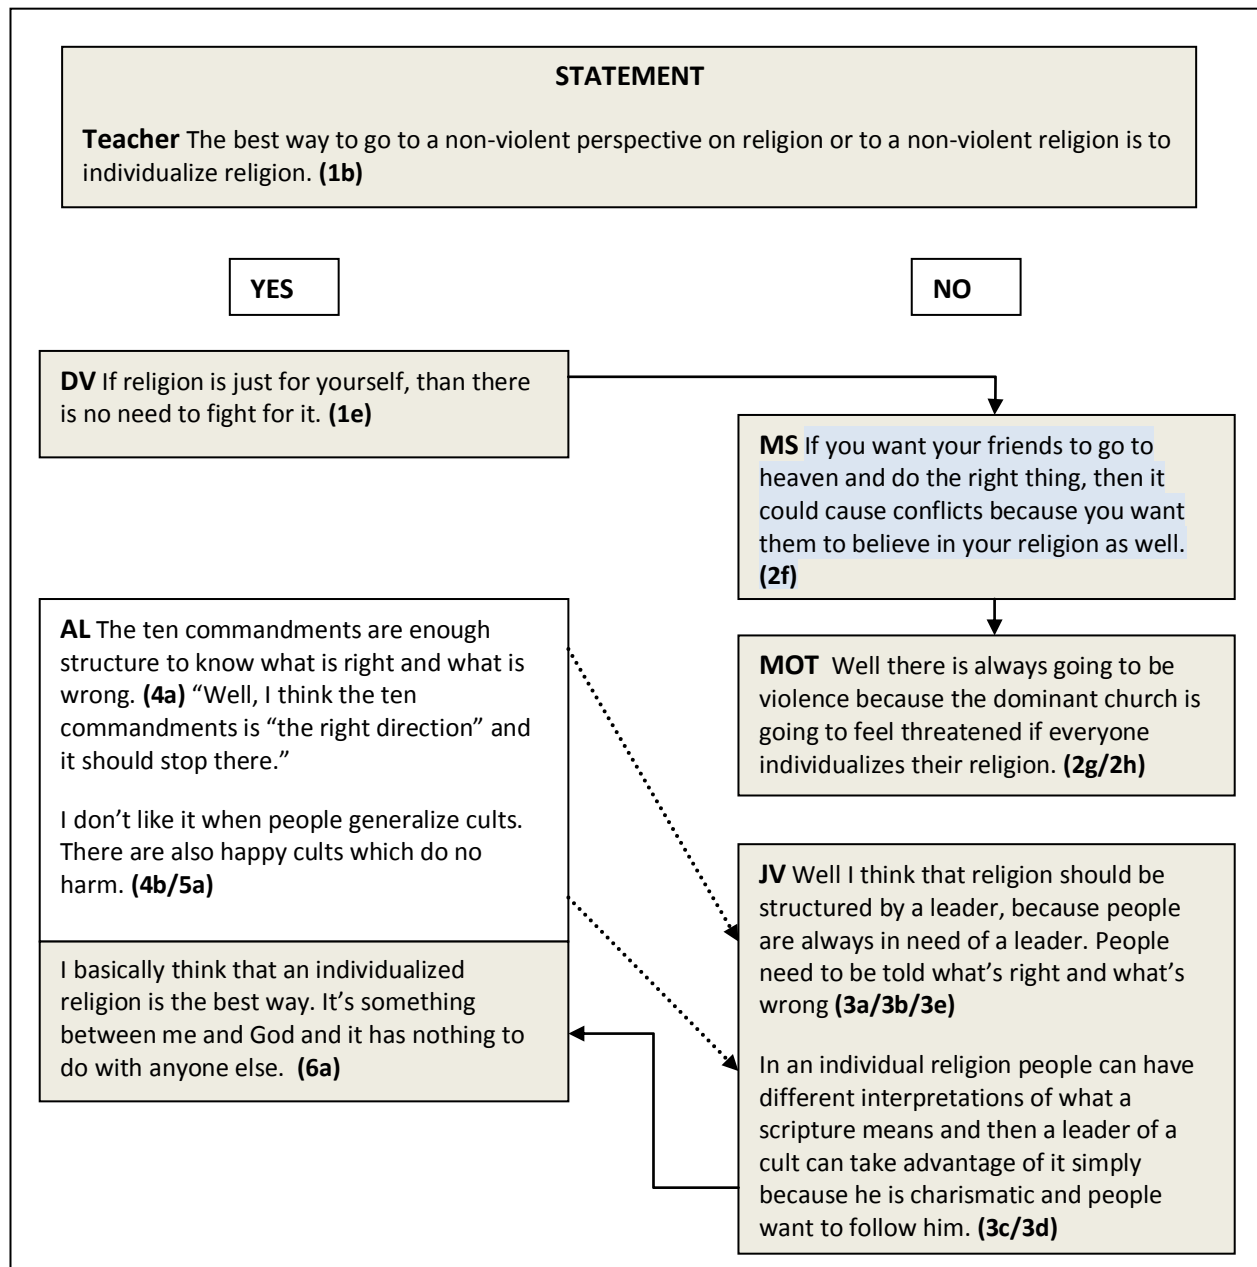 STATEMENT
Teacher The best way to go to a non-violent perspective on religion or to a non-violent religion is to
individualize religion. (1b)
YES
NO
DV If religion is just for yourself, than there
is no need to fight for it. (1e)
MS If you want your friends to go to
heaven and do the right thing, then it
could cause conflicts because you want
them to believe in your religion as well.
(2f)
AL The ten commandments are enough
structure to know what is right and what is
wrong. (4a) “Well, I think the ten
commandments is “the right direction” and
it should stop there.”
I don’t like it when people generalize cults.
There are also happy cults which do no
harm. (4b/5a)
I basically think that an individualized
religion is the best way. It’s something
between me and God and it has nothing to
do with anyone else. (6a)
MOT Well there is always going to be
violence because the dominant church is
going to feel threatened if everyone
individualizes their religion. (2g/2h)
JV Well I think that religion should be
structured by a leader, because people
are always in need of a leader. People
need to be told what’s right and what’s
wrong (3a/3b/3e)
In an individual religion people can have
different interpretations of what a
scripture means and then a leader of a
cult can take advantage of it simply
because he is charismatic and people
want to follow him. (3c/3d)